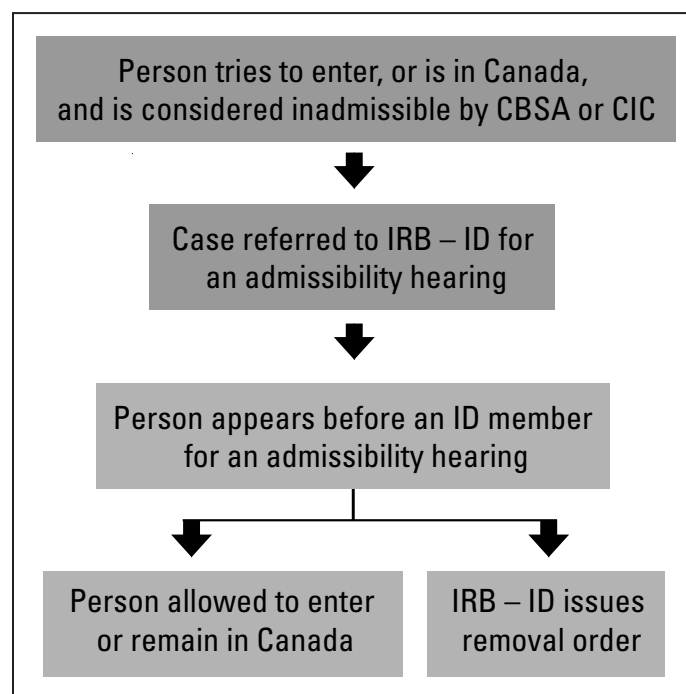 Person tries to enter, or is in Canada,
and is considered inadmissible by CBSA or CIC
Case referred to IRB – ID for
an admissibility hearing
Person appears before an ID member
for an admissibility hearing
Person allowed to enter
or remain in Canada
IRB – ID issues
removal order